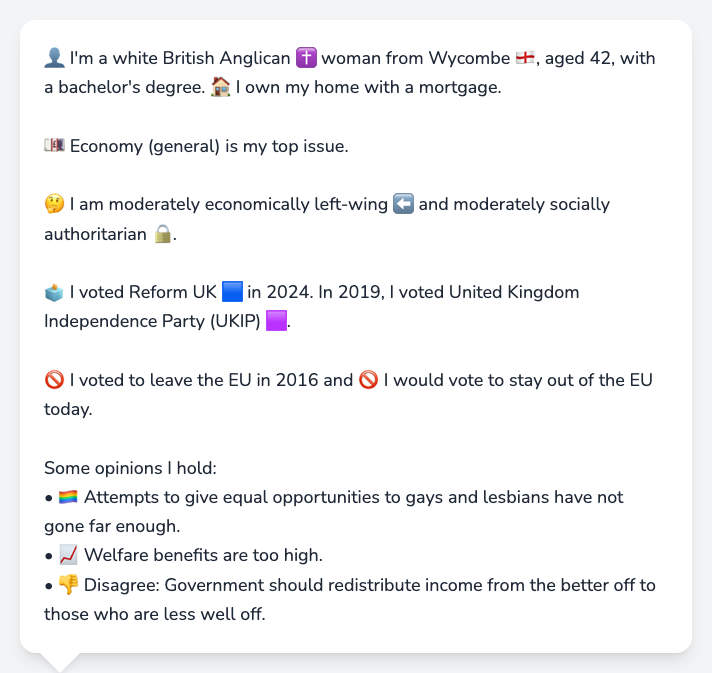 👤 I'm a white British Anglican ✝️ woman from Wycombe 🏴󠁧󠁢󠁥󠁮󠁧󠁿, aged 42, with
a bachelor's degree. 🏠 I own my home with a mortgage.
💷 Economy (general) is my top issue.
🤔 I am moderately economically left-wing ⬅️ and moderately socially
authoritarian 🔒.
🗳️ I voted Reform UK 🟦 in 2024. In 2019, I voted United Kingdom
Independence Party (UKIP) 🟪.
🚫 I voted to leave the EU in 2016 and 🚫 I would vote to stay out of the EU
today.
Some opinions I hold:
• 🏳️‍🌈 Attempts to give equal opportunities to gays and lesbians have not
gone far enough.
• 📈 Welfare benefits are too high.
• 👎 Disagree: Government should redistribute income from the better off to
those who are less well off.